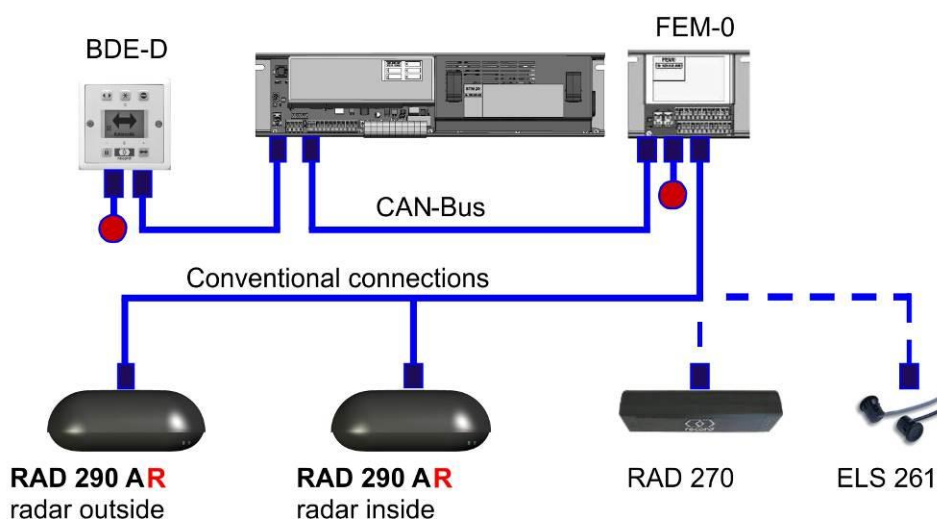 BDE-D
FEM-0
CAN-Bus
Conventional connections
RAD 290 AR
radar outside
RAD 290 AR
radar inside
record
RAD 270
ELS 261